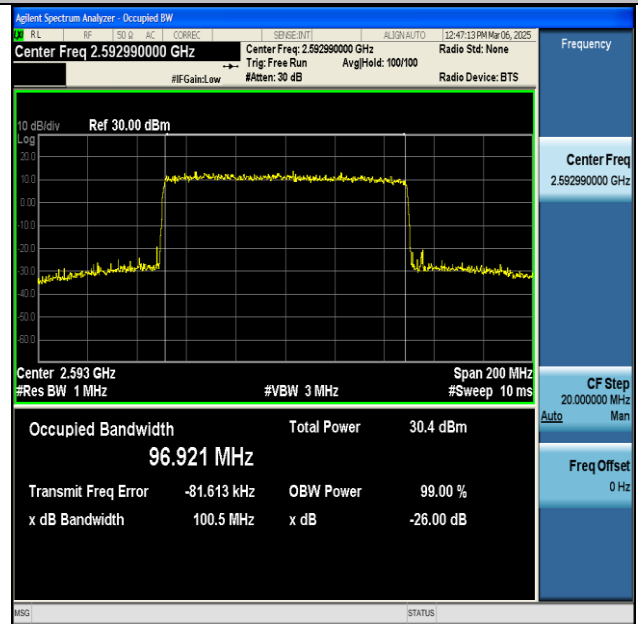 Agilent Spectrum Analyzer - Occupied BW
LXI RL RF 50 Ω AC CORREC SENSE:INT ALIGN AUTO 12:47:13 PM Mar 06, 2025
Center Freq 2.592990000 GHz
Center Freq: 2.592990000 GHz
Radio Std: None
Trig: Free Run Avg|Hold: 100/100
#IFGain:Low
#Atten: 30 dB
Radio Device: BTS
10 dB/div Ref 30.00 dBm
Log
20.0
10.0
0.00
-10.0
-20.0
-30.0
-40.0
-50.0
-60.0
Center 2.593 GHz
Span 200 MHz
#Res BW 1 MHz
#VBW 3 MHz
#Sweep 10 ms
Occupied Bandwidth
Total Power 30.4 dBm
96.921 MHz
Transmit Freq Error -81.613 kHz
OBW Power 99.00 %
x dB Bandwidth 100.5 MHz
x dB -26.00 dB
MSG
STATUS
Frequency
Center Freq
2.592990000 GHz
CF Step
20.000000 MHz
Auto Man
Freq Offset
0 Hz